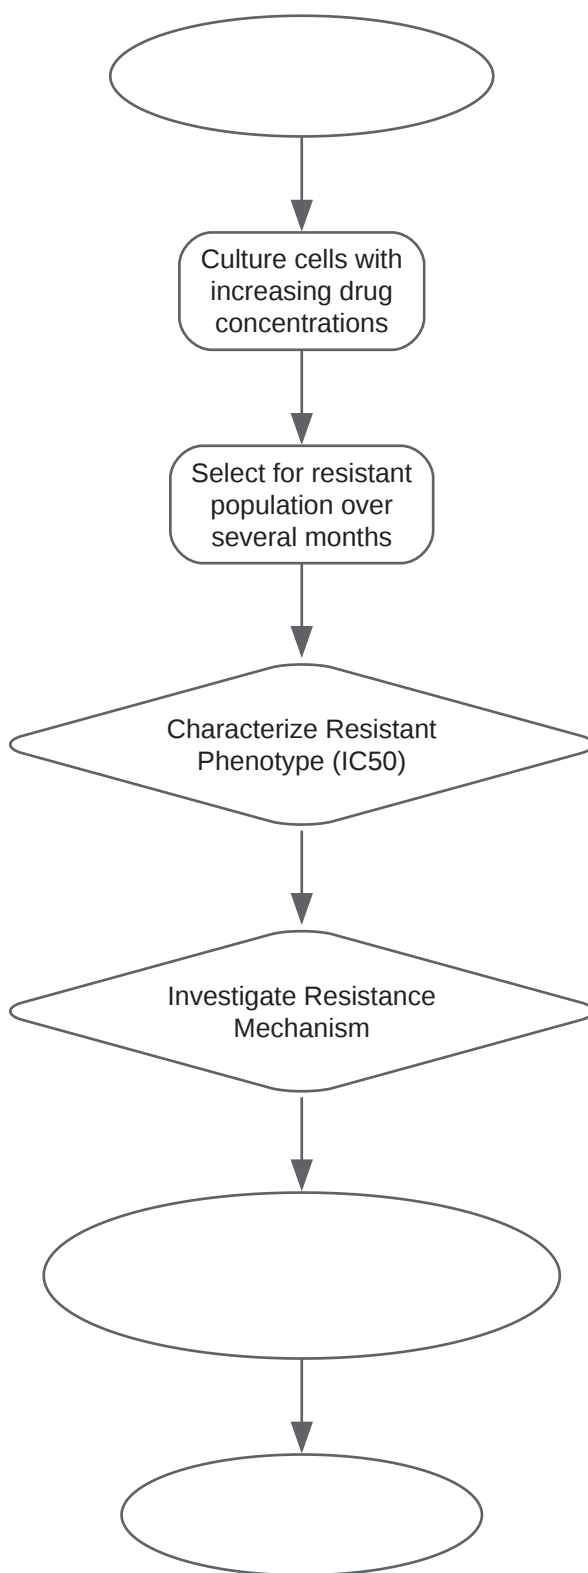 Culture cells with
increasing drug
concentrations
Select for resistant
population over
several months
Characterize Resistant
Phenotype (IC50)
Investigate Resistance
Mechanism